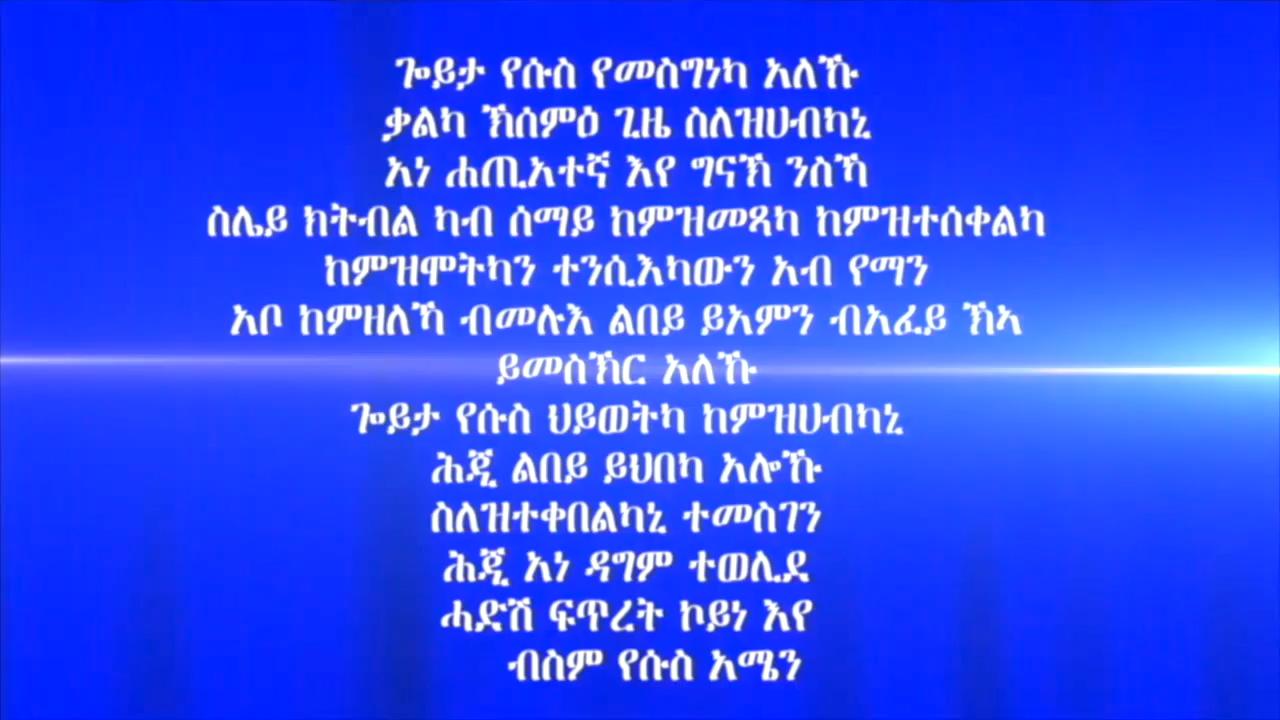 ጐይታ የሱስ የመስግነካ አለኹ
ቃልካ ኽሰምዕ ጊዜ ስለዝሀብካኒ
አነ ሐጢአተኛ እየ ግናኽ ንስኻ
ስሌይ ክትብል ካብ ሰማይ ከምዝመጻካ ከምዝተሰቀልካ
ከምዝሞትካን ተንሲእካውን አብ የማን
አቦ ከምዘለኻ ብመሉእ ልበይ ይአምን ብአፈይ ኽኣ
ይመስኽር አለኹ
ጐይታ የሱስ ህይወትካ ከምዝሀብካኒ
ሕጂ ልበይ ይህበካ አሎኹ
ስለዝተቀበልካኒ ተመስገን
ሕጂ አነ ዳግም ተወሊደ
ሓድሽ ፍጥረት ኮይነ እየ
ብስም የሱስ አሜን